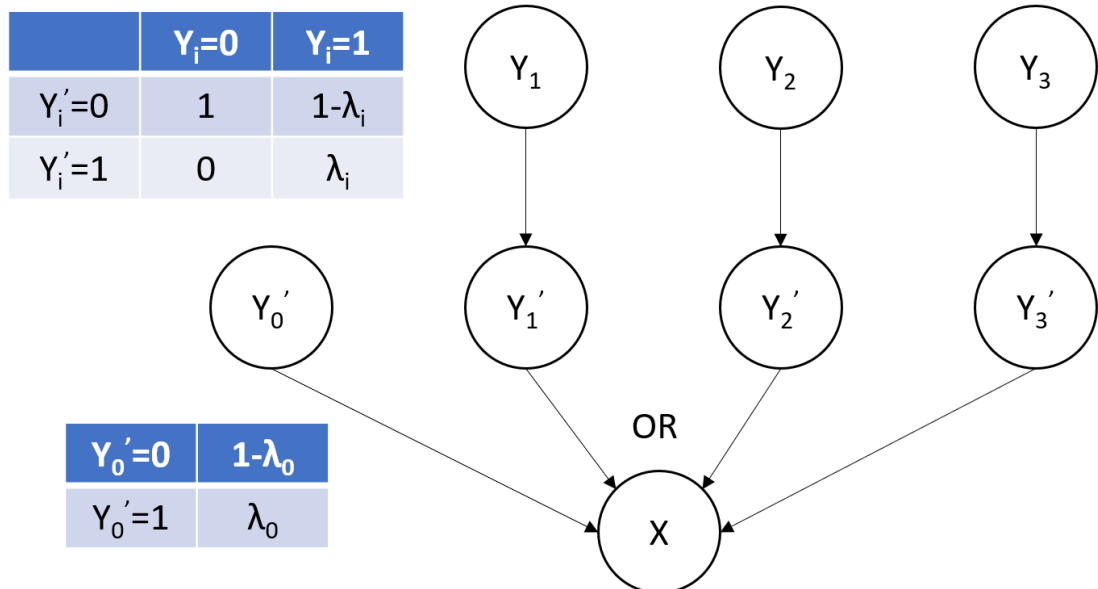 Yᵢ=0 Yᵢ=1
Yᵢ’=0 1 1-λᵢ
Yᵢ’=1 0 λᵢ
Y₁ Y₂ Y₃
Y₀’ Y₁’ Y₂’ Y₃’
OR
Y₀’=0 1-λ₀
Y₀’=1 λ₀
X